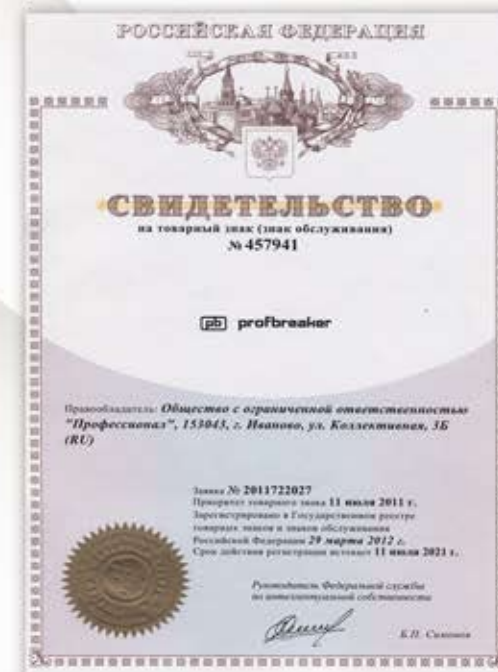 РОССИЙСКАЯ ФЕДЕРАЦИЯ
СВИДЕТЕЛЬСТВО
на товарный знак (знак обслуживания)
№ 457941
pb profbreaker
Правообладатель: Общество с ограниченной ответственностью
"Профессионал", 153043, г. Иваново, ул. Коллективная, 3Б
(RU)
Заявка № 2011722027
Приоритет товарного знака 11 июля 2011 г.
Зарегистрировано в Государственном реестре
товарных знаков и знаков обслуживания
Российской Федерации 29 марта 2012 г.
Срок действия регистрации истекает 11 июля 2021 г.
Руководитель Федеральной службы
по интеллектуальной собственности
Б.П. Симонов